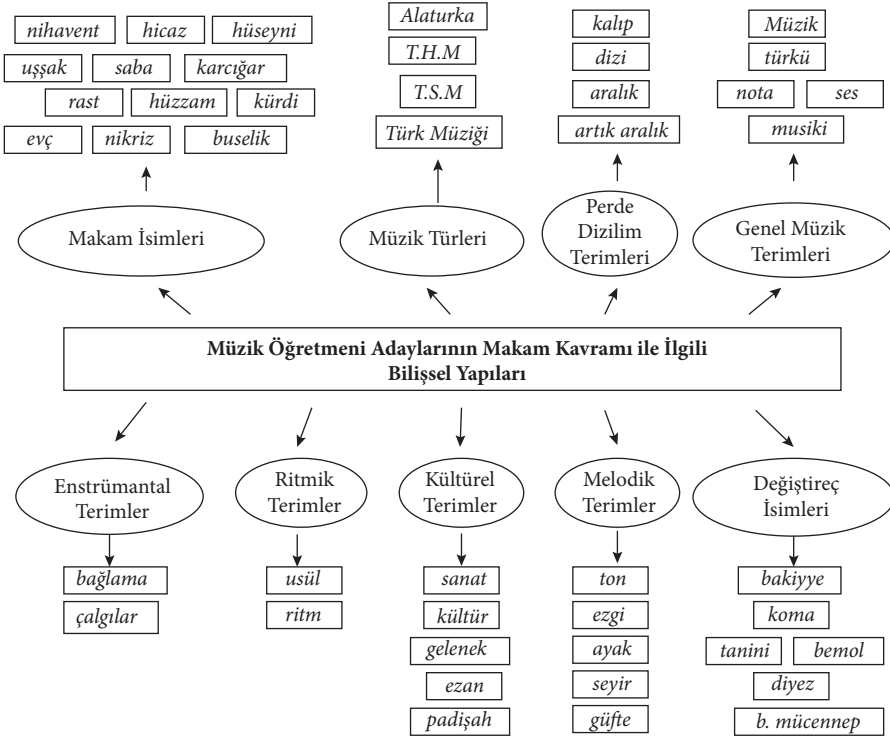 nihavent hicaz hüseyni
uşşak saba karcığar
rast hüzzam kürdi
evç nikriz buselik
Alaturka
T.H.M
T.S.M
Türk Müziği
kalıp
dizi
aralık
artık aralık
Müzik
türkü
nota ses
musiki
Makam İsimleri
Müzik Türleri
Perde
Dizilim
Terimleri
Genel Müzik
Terimleri
Müzik Öğretmeni Adaylarının Makam Kavramı ile İlgili
Bilişsel Yapıları
Enstrümantal
Terimler
Ritmik
Terimler
Kültürel
Terimler
Melodik
Terimler
Değiştireç
İsimleri
bağlama
çalgılar
usül
ritm
sanat
kültür
gelenek
ezan
padişah
ton
ezgi
ayak
seyir
güfte
bakiyye
koma
tanini bemol
diyez
b. mücennep